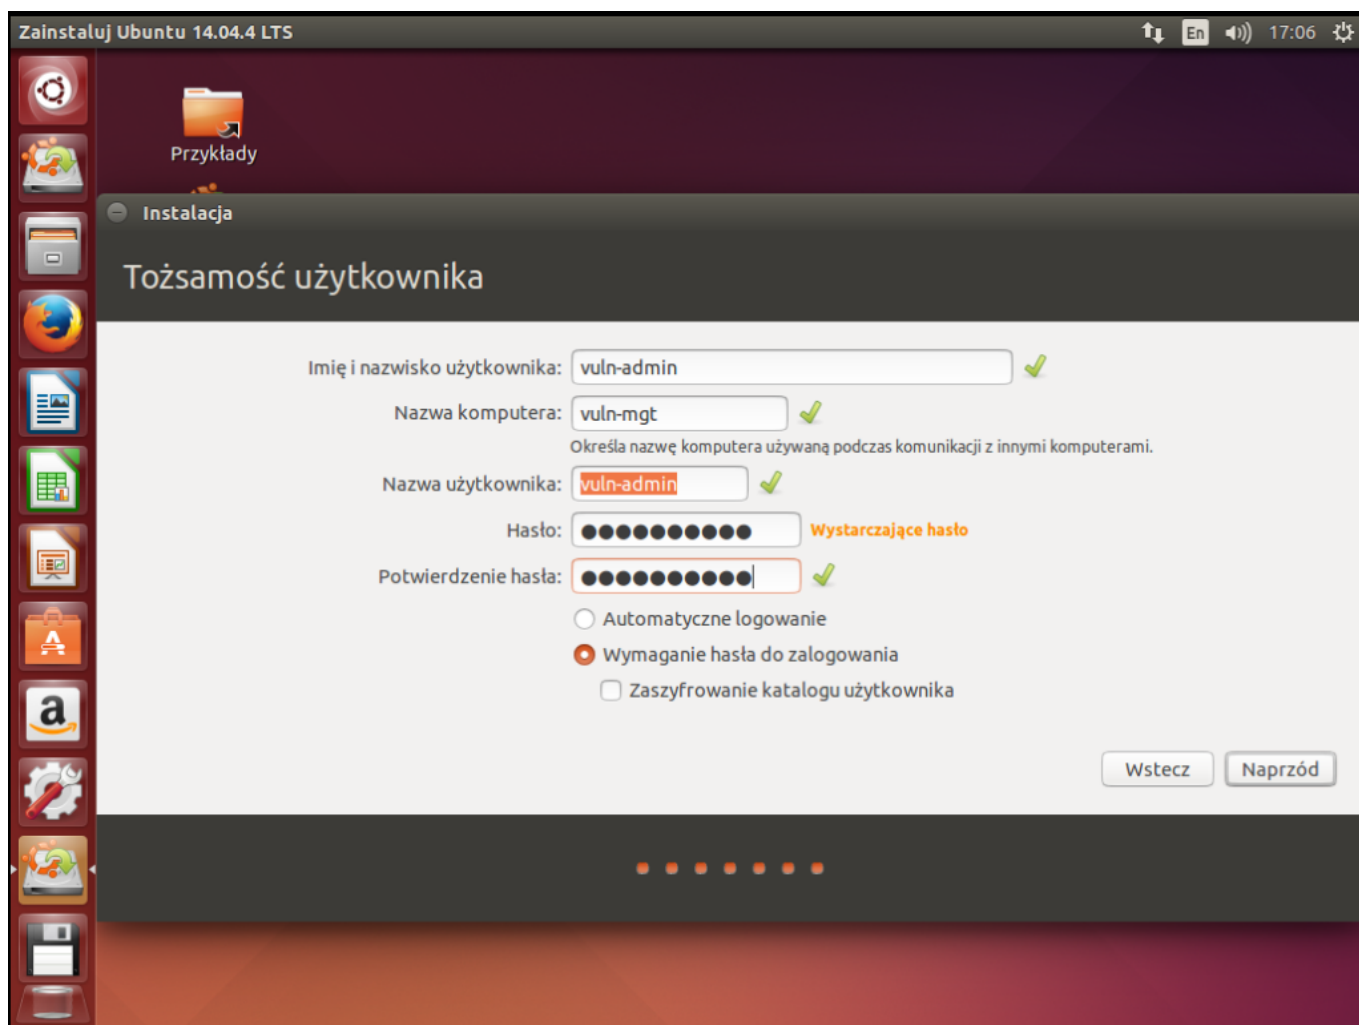 Zainstaluj Ubuntu 14.04.4 LTS En 17:06
Przykłady
Instalacja
Tożsamość użytkownika
Imię i nazwisko użytkownika: vuln-admin
Nazwa komputera: vuln-mgt
Określa nazwę komputera używaną podczas komunikacji z innymi komputerami.
Nazwa użytkownika: vuln-admin
Hasło: ●●●●●●●●●● Wystarczające hasło
Potwierdzenie hasła: ●●●●●●●●●●
Automatyczne logowanie
Wymaganie hasła do zalogowania
Zaszyfrowanie katalogu użytkownika
Wstecz Naprzód
A
a